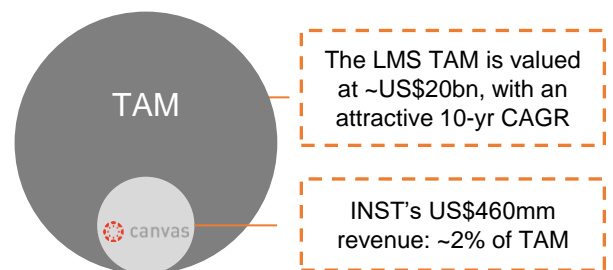 The LMS TAM is valued
at ~US$20bn, with an
attractive 10-yr CAGR
TAM
INST's US$460mm
revenue: ~2% of TAM
canvas